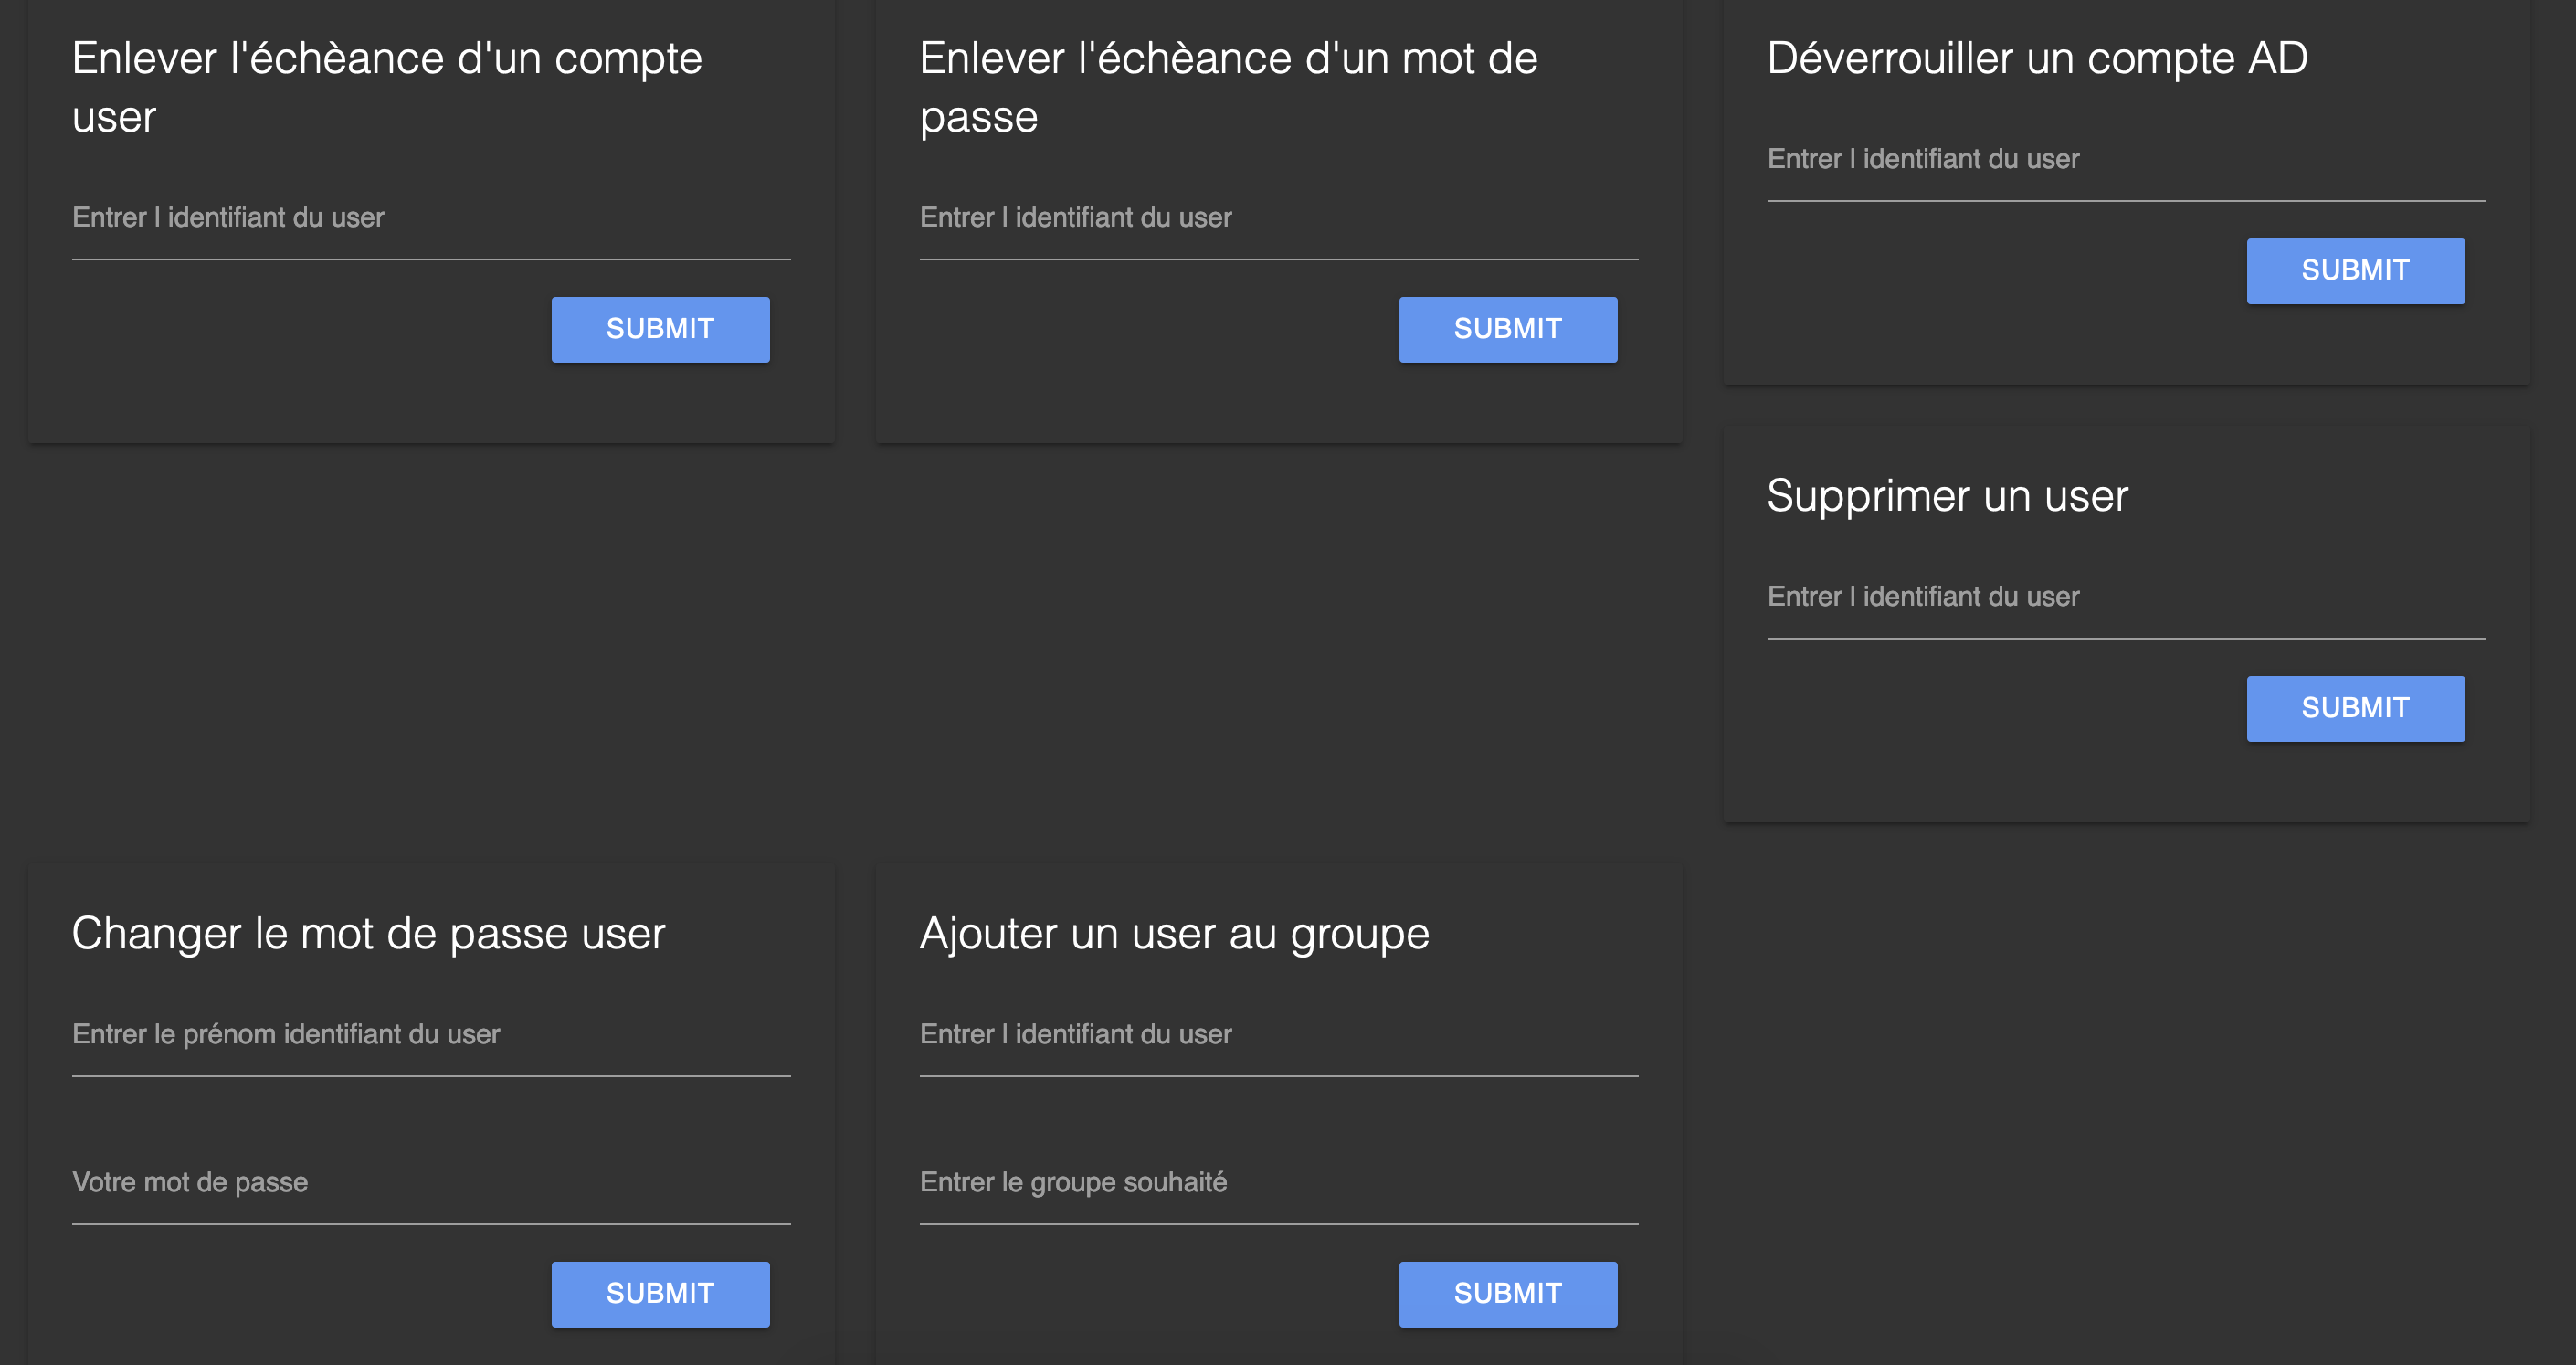 Enlever l'échèance d'un compte
user
Entrer l identifiant du user
SUBMIT
Enlever l'échèance d'un mot de
passe
Entrer l identifiant du user
SUBMIT
Déverrouiller un compte AD
Entrer l identifiant du user
SUBMIT
Supprimer un user
Entrer l identifiant du user
SUBMIT
Changer le mot de passe user
Entrer le prénom identifiant du user
Votre mot de passe
SUBMIT
Ajouter un user au groupe
Entrer l identifiant du user
Entrer le groupe souhaité
SUBMIT